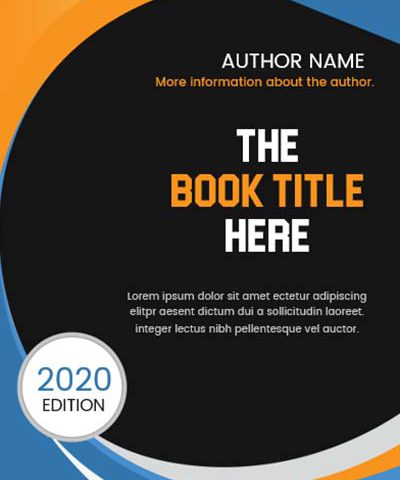 AUTHOR NAME
More information about the author.
THE
BOOK TITLE
HERE
Lorem ipsum dolor sit amet ectetur adipiscing
elitpr aesent dictum dui a sollicitudin laoreet.
integer lectus nibh pellentesque vel auctor.
2020
EDITION